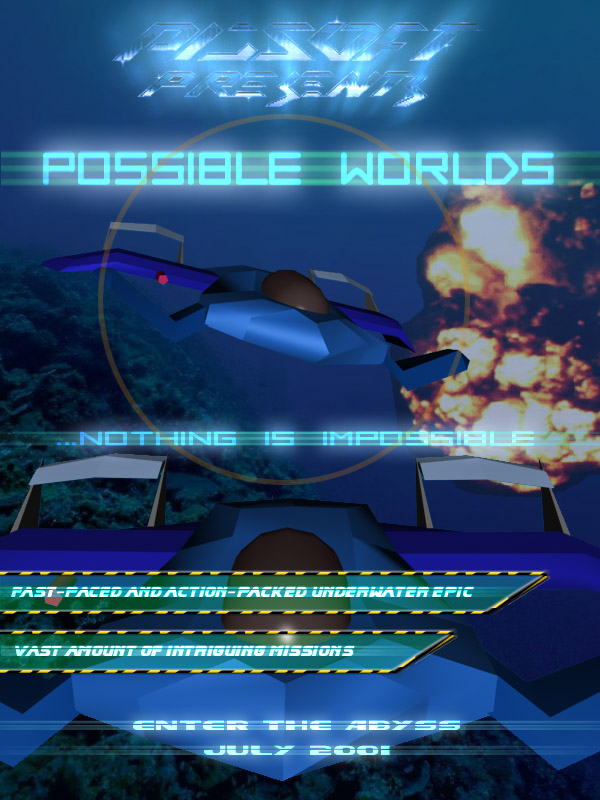 PLISOFT
PRESENTS
POSSIBLE WORLDS
...NOTHING IS IMPOSSIBLE
FAST-PACED AND ACTION-PACKED UNDERWATER EPIC
VAST AMOUNT OF INTRIGUING MISSIONS
ENTER THE ABYSS
JULY 2001